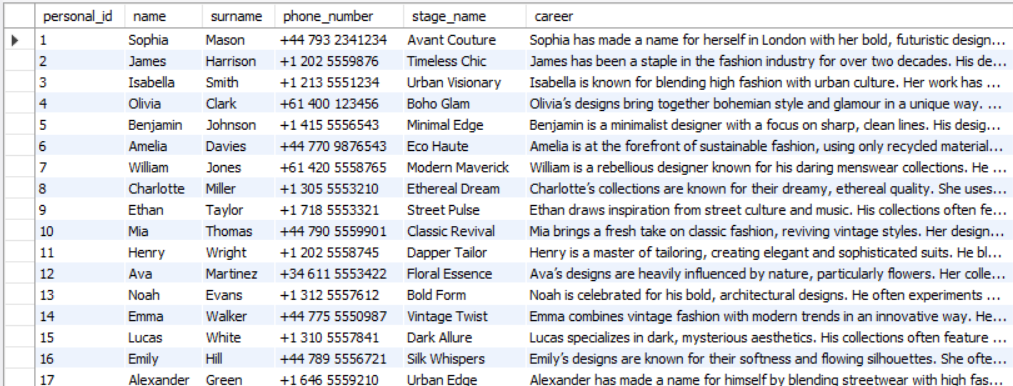 personal_id name surname phone_number stage_name career
1 Sophia Mason +44 793 2341234 Avant Couture Sophia has made a name for herself in London with her bold, futuristic design...
2 James Harrison +1 202 5559876 Timeless Chic James has been a staple in the fashion industry for over two decades. His de...
3 Isabella Smith +1 213 5551234 Urban Visionary Isabella is known for blending high fashion with urban culture. Her work has ...
4 Olivia Clark +61 400 123456 Boho Glam Olivia’s designs bring together bohemian style and glamour in a unique way. ...
5 Benjamin Johnson +1 415 5556543 Minimal Edge Benjamin is a minimalist designer with a focus on sharp, clean lines. His desig...
6 Amelia Davies +44 770 9876543 Eco Haute Amelia is at the forefront of sustainable fashion, using only recycled material...
7 William Jones +61 420 5558765 Modern Maverick William is a rebellious designer known for his daring menswear collections. He ...
8 Charlotte Miller +1 305 5553210 Ethereal Dream Charlotte’s collections are known for their dreamy, ethereal quality. She uses...
9 Ethan Taylor +1 718 5553321 Street Pulse Ethan draws inspiration from street culture and music. His collections often fe...
10 Mia Thomas +44 790 5559901 Classic Revival Mia brings a fresh take on classic fashion, reviving vintage styles. Her design...
11 Henry Wright +1 202 5558745 Dapper Tailor Henry is a master of tailoring, creating elegant and sophisticated suits. He bl...
12 Ava Martinez +34 611 5553422 Floral Essence Ava’s designs are heavily influenced by nature, particularly flowers. Her colle...
13 Noah Evans +1 312 5557612 Bold Form Noah is celebrated for his bold, architectural designs. He often experiments ...
14 Emma Walker +44 775 5550987 Vintage Twist Emma combines vintage fashion with modern trends in an innovative way. He...
15 Lucas White +1 310 5557841 Dark Allure Lucas specializes in dark, mysterious aesthetics. His collections often feature ...
16 Emily Hill +44 789 5556721 Silk Whispers Emily’s designs are known for their softness and flowing silhouettes. She ofte...
17 Alexander Green +1 646 5559210 Urban Edge Alexander has made a name for himself by blending streetwear with high fas...